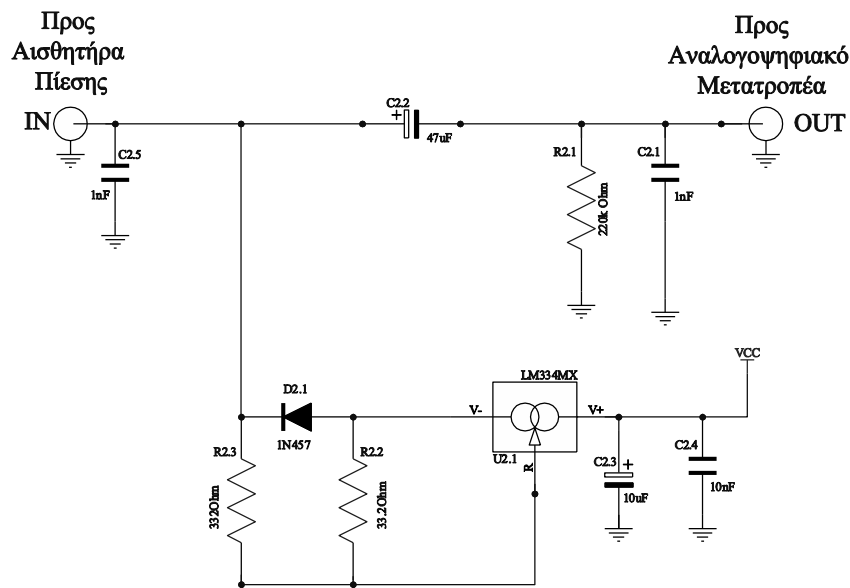 Προς
Αισθητήρα
Πίεσης
IN
C2.5
1nF
C2.2
+
47uF
Προς
Αναλογοψηφιακό
Μετατροπέα
OUT
R2.1
220k Ohm
C2.1
1nF
VCC
D2.1
1N457
LM334MX
V-
V+
U2.1
R
R2.3
332Ohm
R2.2
33.2Ohm
C2.3
+
10uF
C2.4
10nF